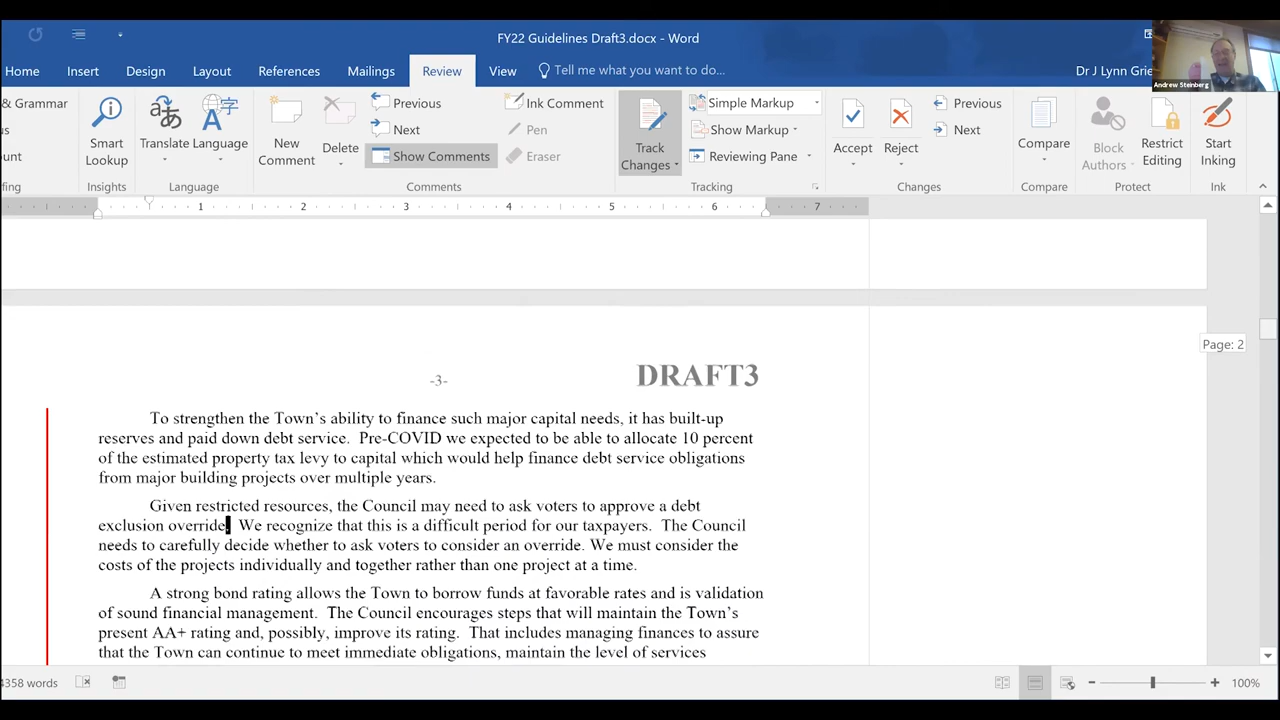 FY22 Guidelines Draft3.docx - Word
Andrew Steinberg
Home Insert Design Layout References Mailings Review View Tell me what you want to do... Dr J Lynn Grie
& Grammar
Smart Lookup
Insights
Translate Language
Language
New Comment
Delete
Previous
Next
Show Comments
Ink Comment
Pen
Eraser
Comments
Track Changes
Simple Markup
Show Markup
Reviewing Pane
Tracking
Accept
Reject
Previous
Next
Changes
Compare
Compare
Block Authors
Restrict Editing
Protect
Start Inking
Ink
1 2 3 4 5 6 7
Page: 2
-3- DRAFT3
To strengthen the Town's ability to finance such major capital needs, it has built-up
reserves and paid down debt service. Pre-COVID we expected to be able to allocate 10 percent
of the estimated property tax levy to capital which would help finance debt service obligations
from major building projects over multiple years.
Given restricted resources, the Council may need to ask voters to approve a debt
exclusion override. We recognize that this is a difficult period for our taxpayers. The Council
needs to carefully decide whether to ask voters to consider an override. We must consider the
costs of the projects individually and together rather than one project at a time.
A strong bond rating allows the Town to borrow funds at favorable rates and is validation
of sound financial management. The Council encourages steps that will maintain the Town's
present AA+ rating and, possibly, improve its rating. That includes managing finances to assure
that the Town can continue to meet immediate obligations, maintain the level of services
4358 words
100%